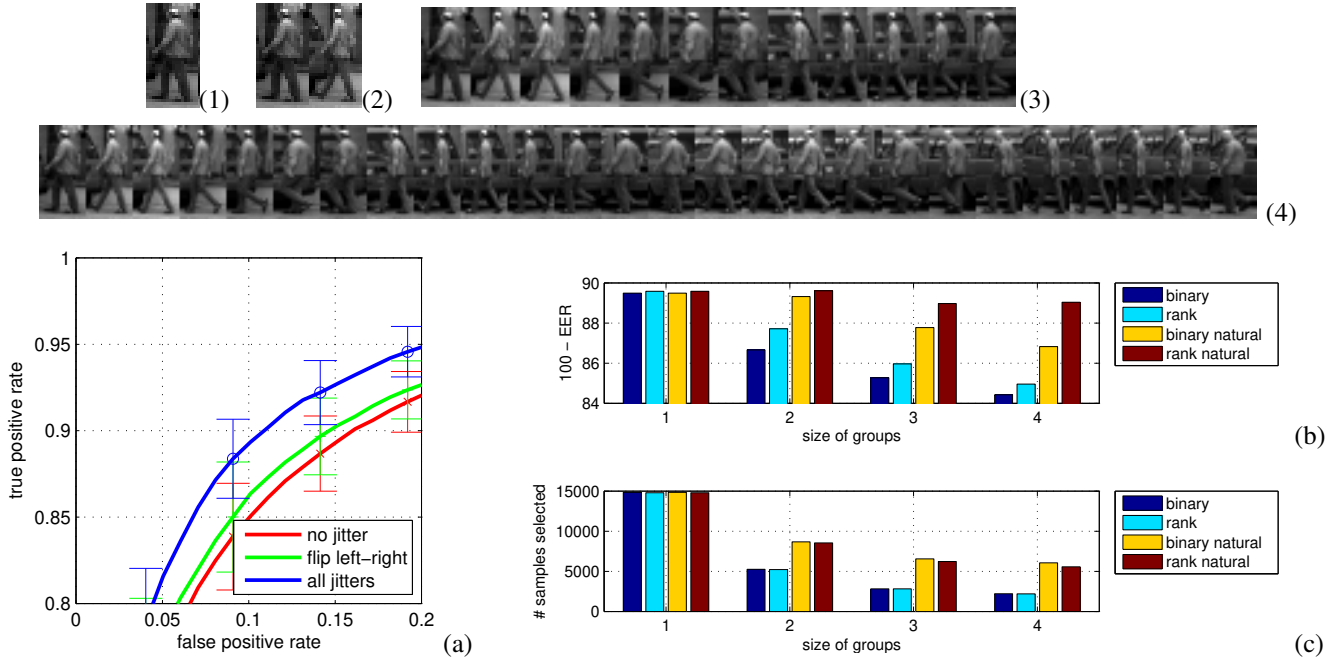 (1)
(2)
(3)
(4)
1
0.95
0.9
0.85
0.8
true positive rate
0
0.05
0.1
0.15
0.2
false positive rate
no jitter
flip left−right
all jitters
(a)
90
88
86
84
100 − EER
1
2
3
4
size of groups
binary
rank
binary natural
rank natural
(b)
15000
10000
5000
0
# samples selected
1
2
3
4
size of groups
binary
rank
binary natural
rank natural
(c)